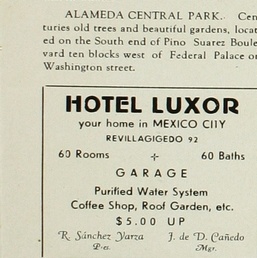 ALAMEDA CENTRAL PARK. Cen
turies old trees and beautiful gardens, locat
ed on the South end of Pino Suarez Boule
vard ten blocks west of Federal Palace on
Washington street.
HOTEL LUXOR
your home in MEXICO CITY
REVILLAGIGEDO 92
60 Rooms ÷ 60 Baths
GARAGE
Purified Water System
Coffee Shop, Roof Garden, etc.
$5.00 UP
R. Sánchez Yarza J. de D. Cañedo
Pres. Mgr.